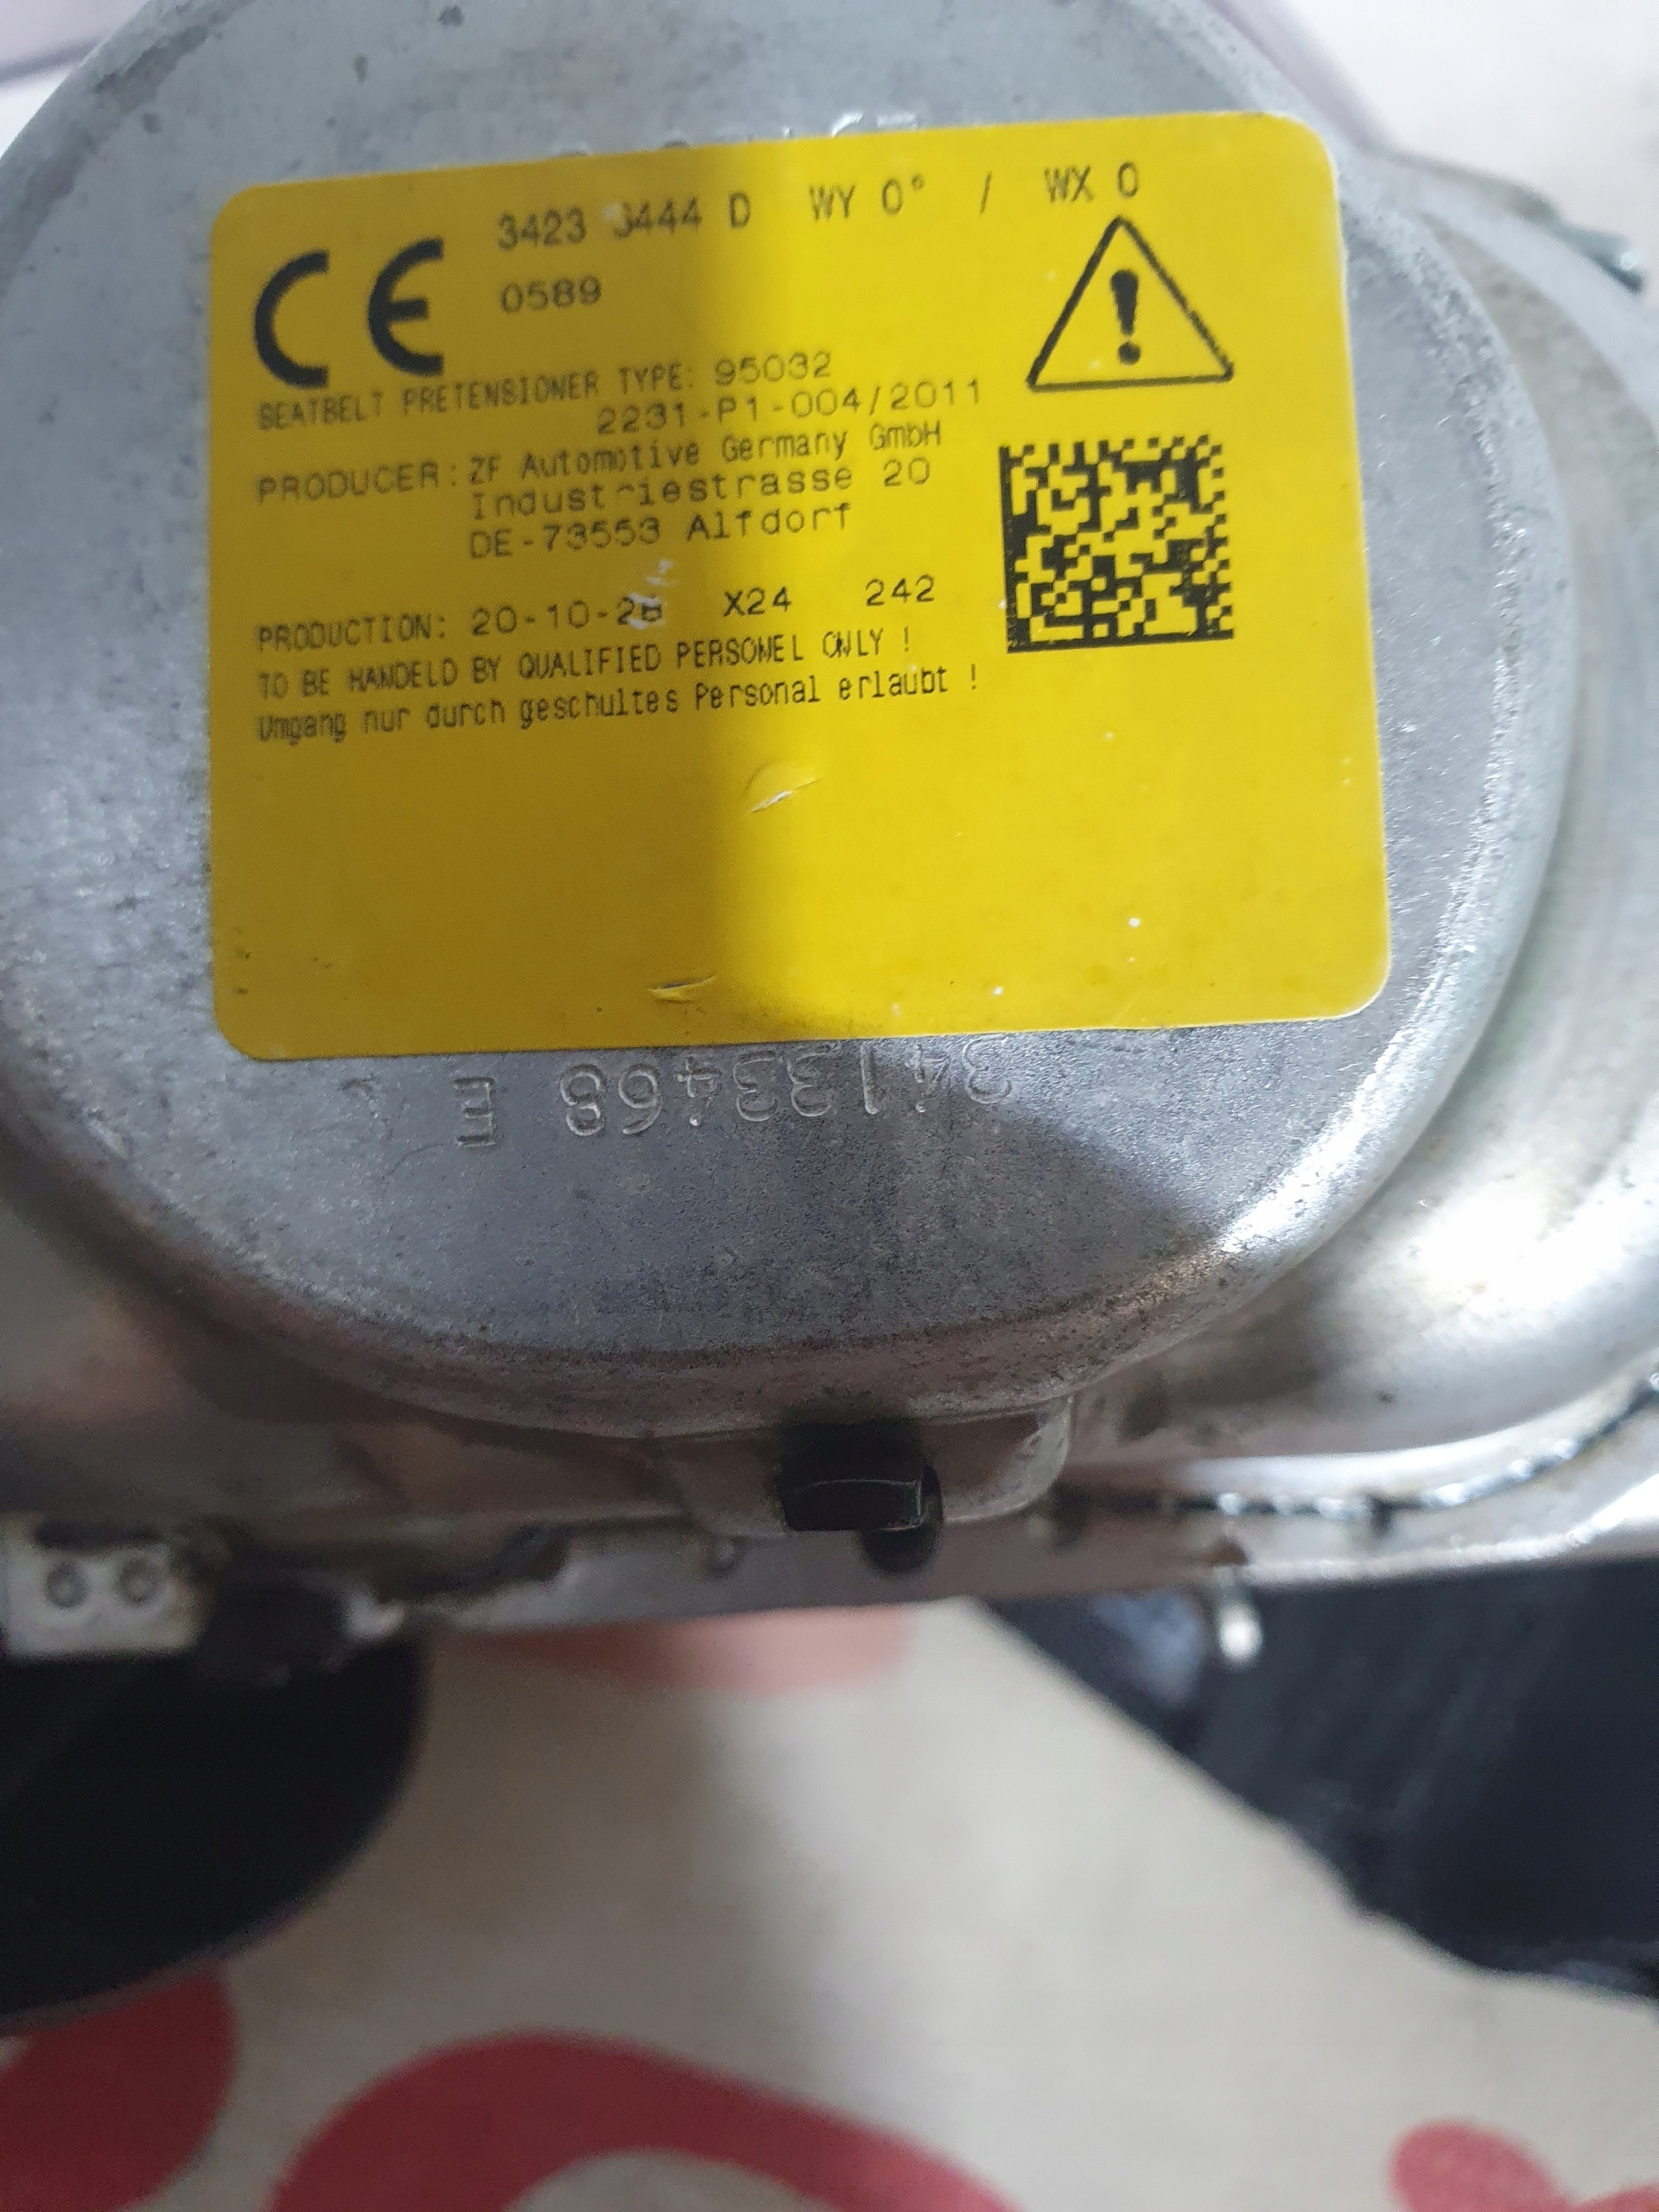 3423 3444 D WY 0° / WX 0
CE 0589
SEATBELT PRETENSIONER TYPE: 95032
2231-P1-004/2011
PRODUCER: ZF Automotive Germany GmbH
Industriestrasse 20
DE-73553 Alfdorf
PRODUCTION: 20-10-26 X24 242
TO BE HANDELD BY QUALIFIED PERSONEL ONLY !
Umgang nur durch geschultes Personal erlaubt !
34133468 E